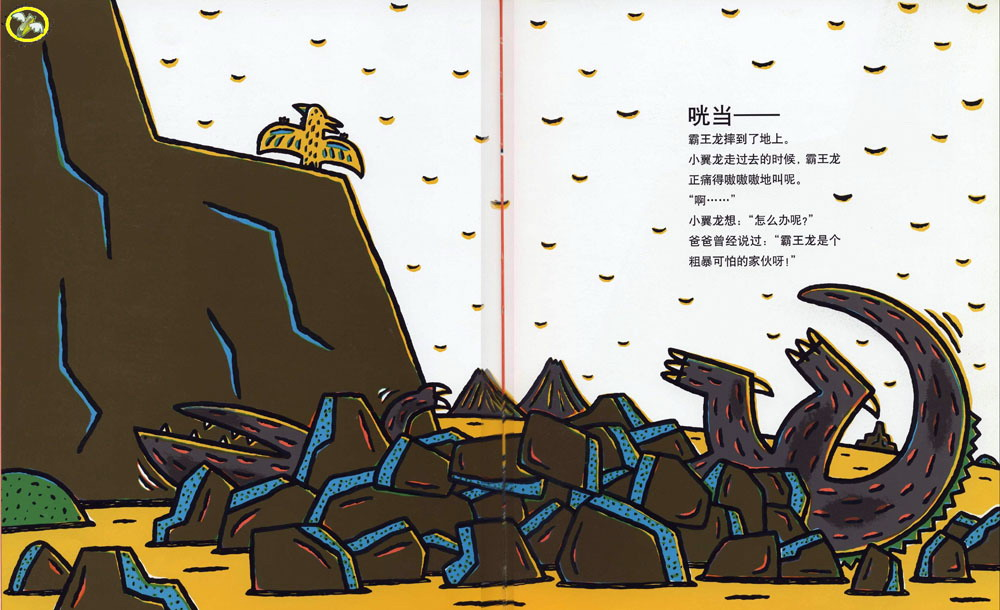 咣当——
霸王龙摔到了地上。
小翼龙走过去的时候，霸王龙
正痛得嗷嗷嗷地叫呢。
“啊……”
小翼龙想：“怎么办呢？”
爸爸曾经说过：“霸王龙是个
粗暴可怕的家伙呀！”